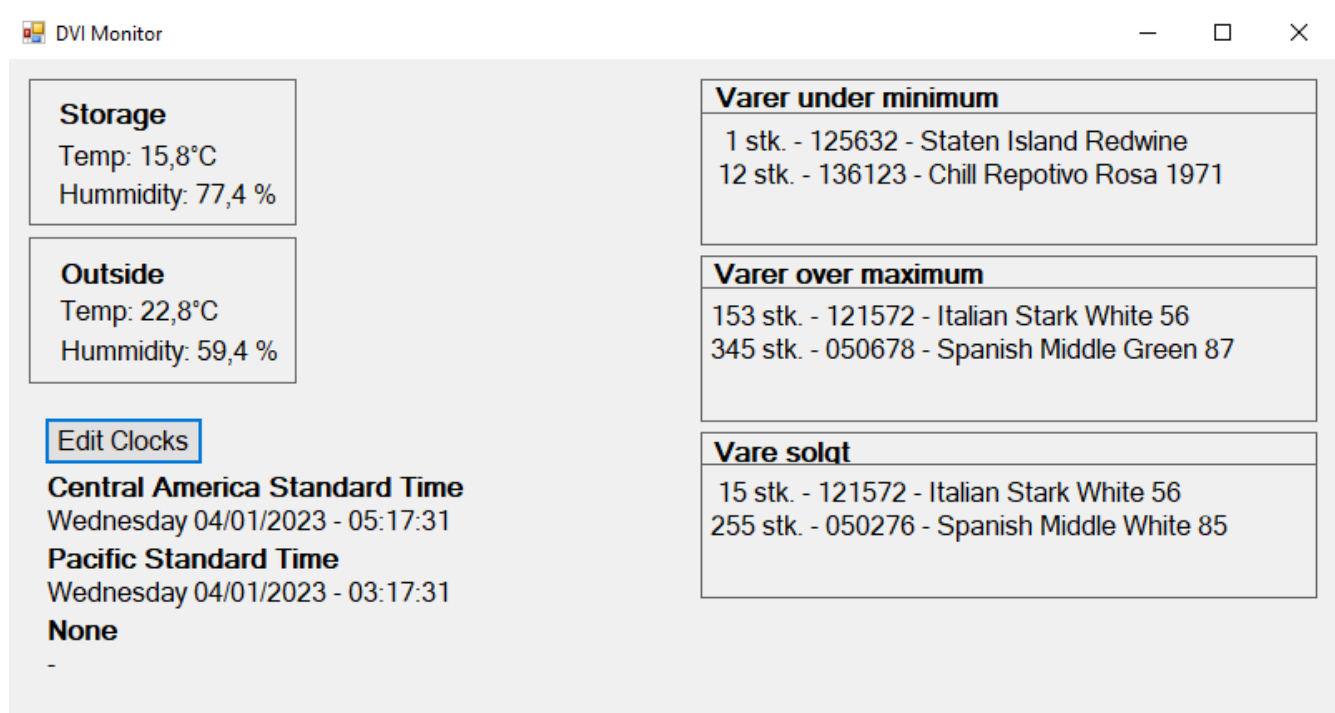 DVI Monitor
Storage
Temp: 15,8°C
Hummidity: 77,4 %
Outside
Temp: 22,8°C
Hummidity: 59,4 %
Edit Clocks
Central America Standard Time
Wednesday 04/01/2023 - 05:17:31
Pacific Standard Time
Wednesday 04/01/2023 - 03:17:31
None
-
Varer under minimum
1 stk. - 125632 - Staten Island Redwine
12 stk. - 136123 - Chill Repotivo Rosa 1971
Varer over maximum
153 stk. - 121572 - Italian Stark White 56
345 stk. - 050678 - Spanish Middle Green 87
Vare solgt
15 stk. - 121572 - Italian Stark White 56
255 stk. - 050276 - Spanish Middle White 85